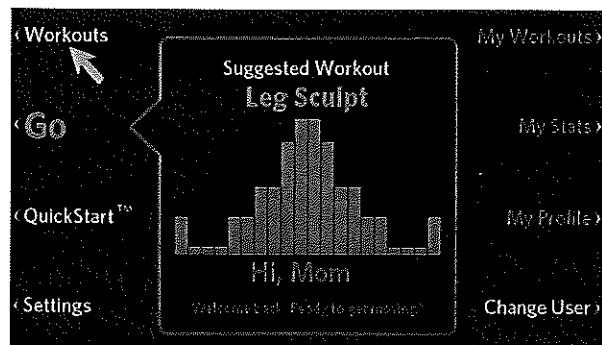 Workouts
Go
QuickStart™
Settings
Suggested Workout
Leg Sculpt
Hi, Mom
Welcome back. Ready to get moving?
My Workouts
My Stats
My Profile
Change User